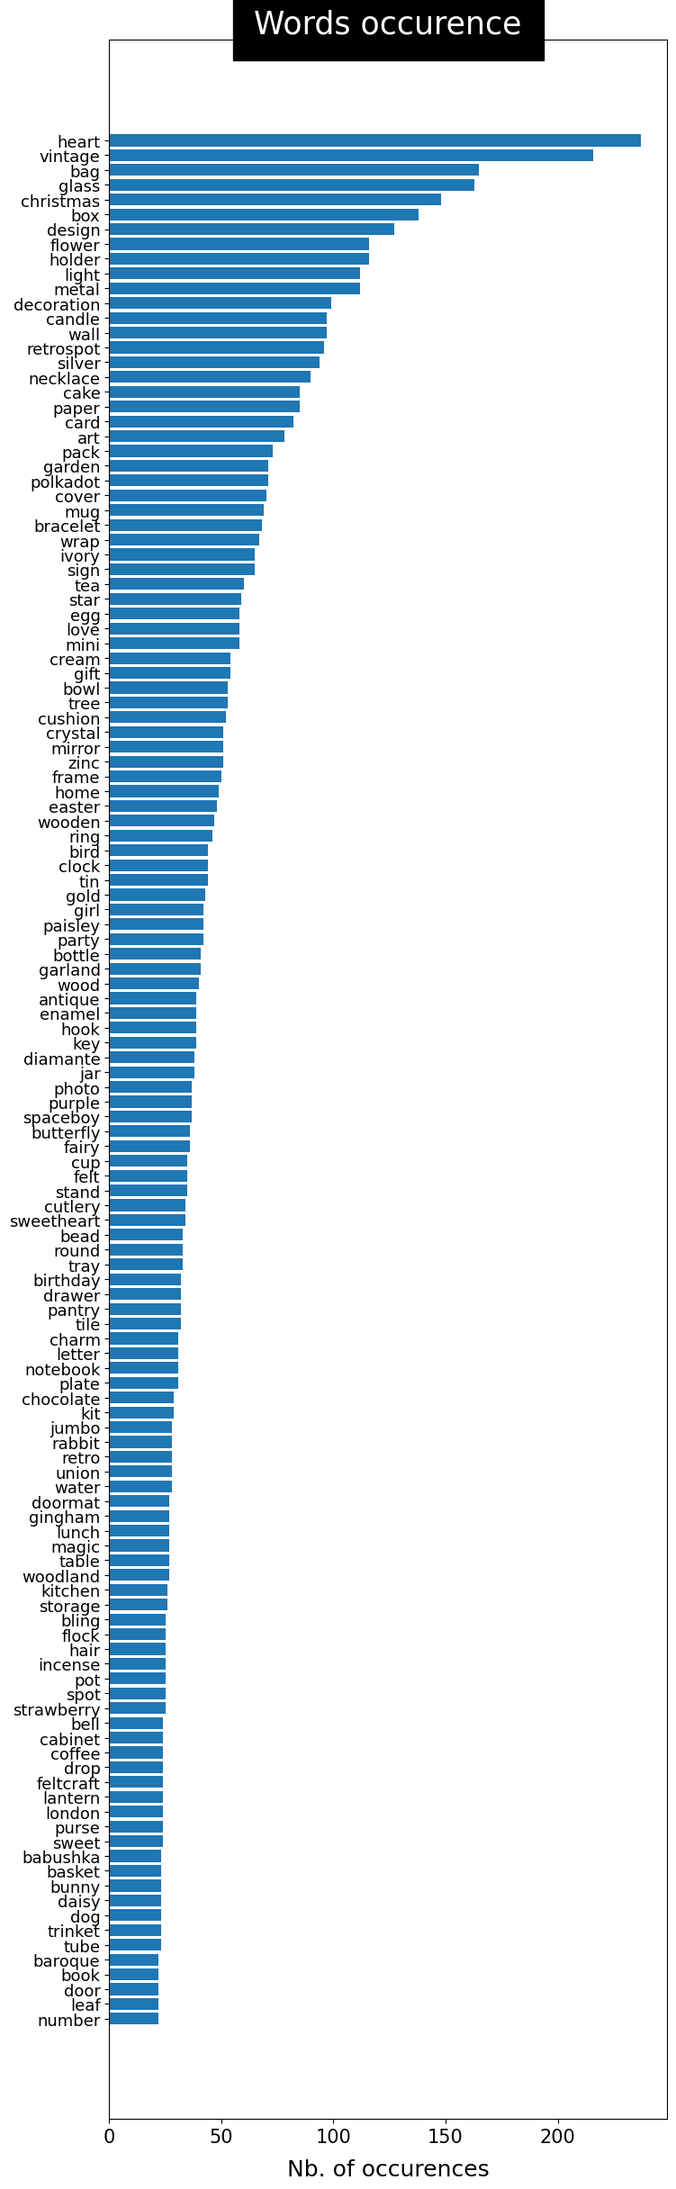 Words occurence
heart
vintage
bag
glass
christmas
box
design
flower
holder
light
metal
decoration
candle
wall
retrospot
silver
necklace
cake
paper
card
art
pack
garden
polkadot
cover
mug
bracelet
wrap
ivory
sign
tea
star
egg
love
mini
cream
gift
bowl
tree
cushion
crystal
mirror
zinc
frame
home
easter
wooden
ring
bird
clock
tin
gold
girl
paisley
party
bottle
garland
wood
antique
enamel
hook
key
diamante
jar
photo
purple
spaceboy
butterfly
fairy
cup
felt
stand
cutlery
sweetheart
bead
round
tray
birthday
drawer
pantry
tile
charm
letter
notebook
plate
chocolate
kit
jumbo
rabbit
retro
union
water
doormat
gingham
lunch
magic
table
woodland
kitchen
storage
bling
flock
hair
incense
pot
spot
strawberry
bell
cabinet
coffee
drop
feltcraft
lantern
london
purse
sweet
babushka
basket
bunny
daisy
dog
trinket
tube
baroque
book
door
leaf
number
0 50 100 150 200
Nb. of occurences